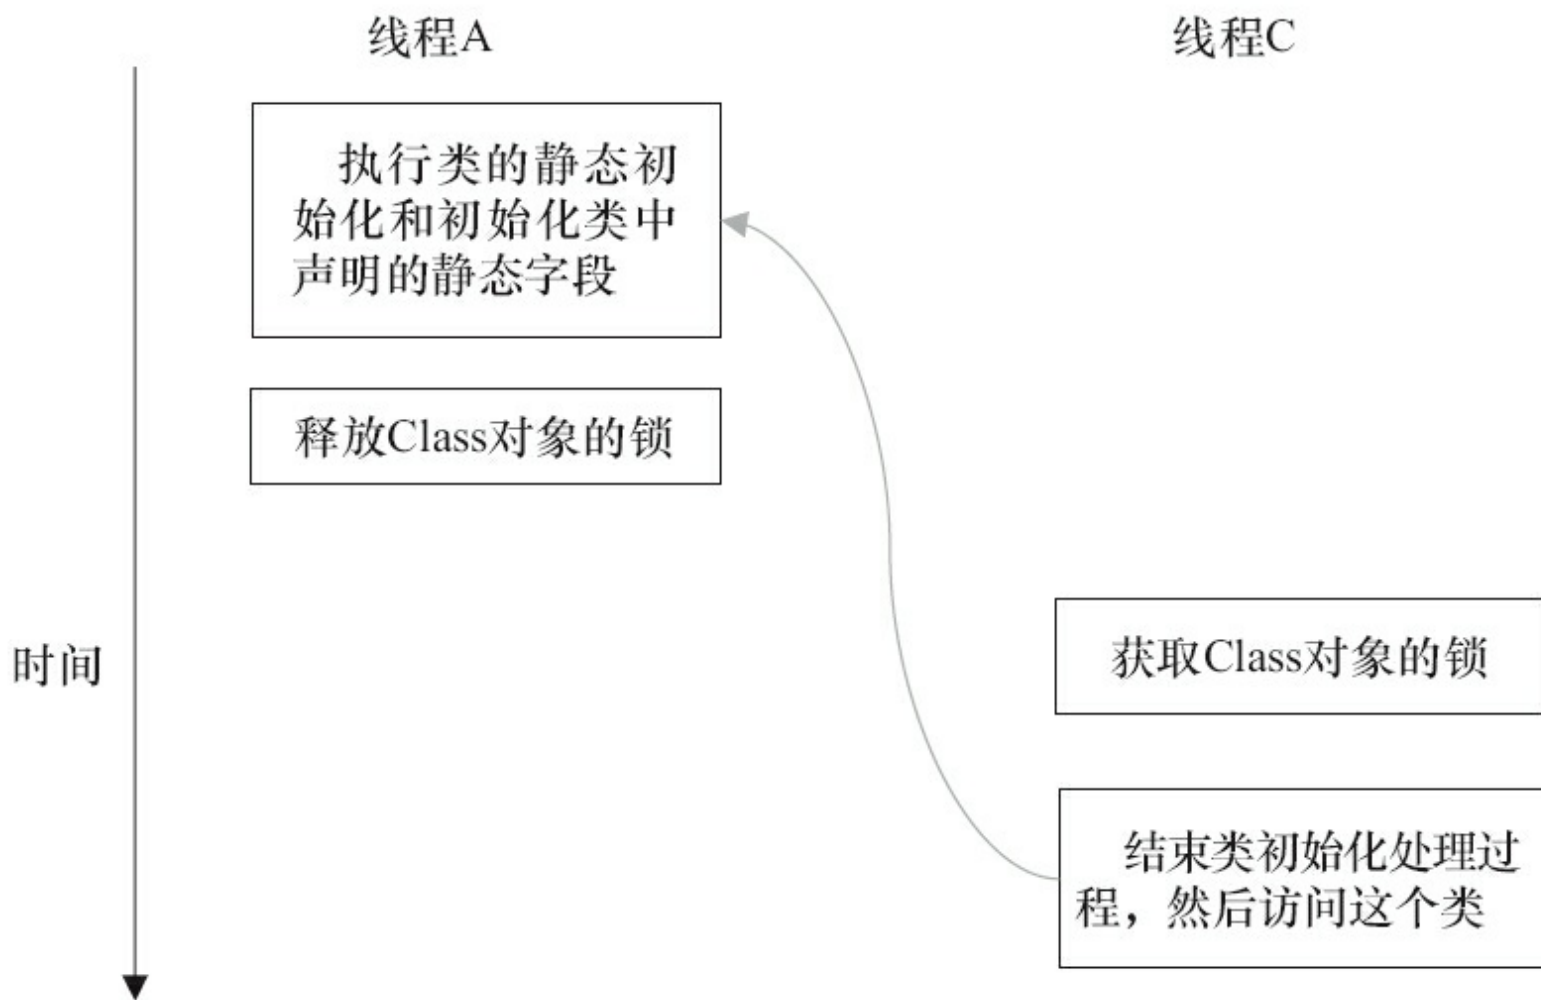 线程A
线程C
执行类的静态初
始化和初始化类中
声明的静态字段
释放Class对象的锁
时间
获取Class对象的锁
结束类初始化处理过
程，然后访问这个类